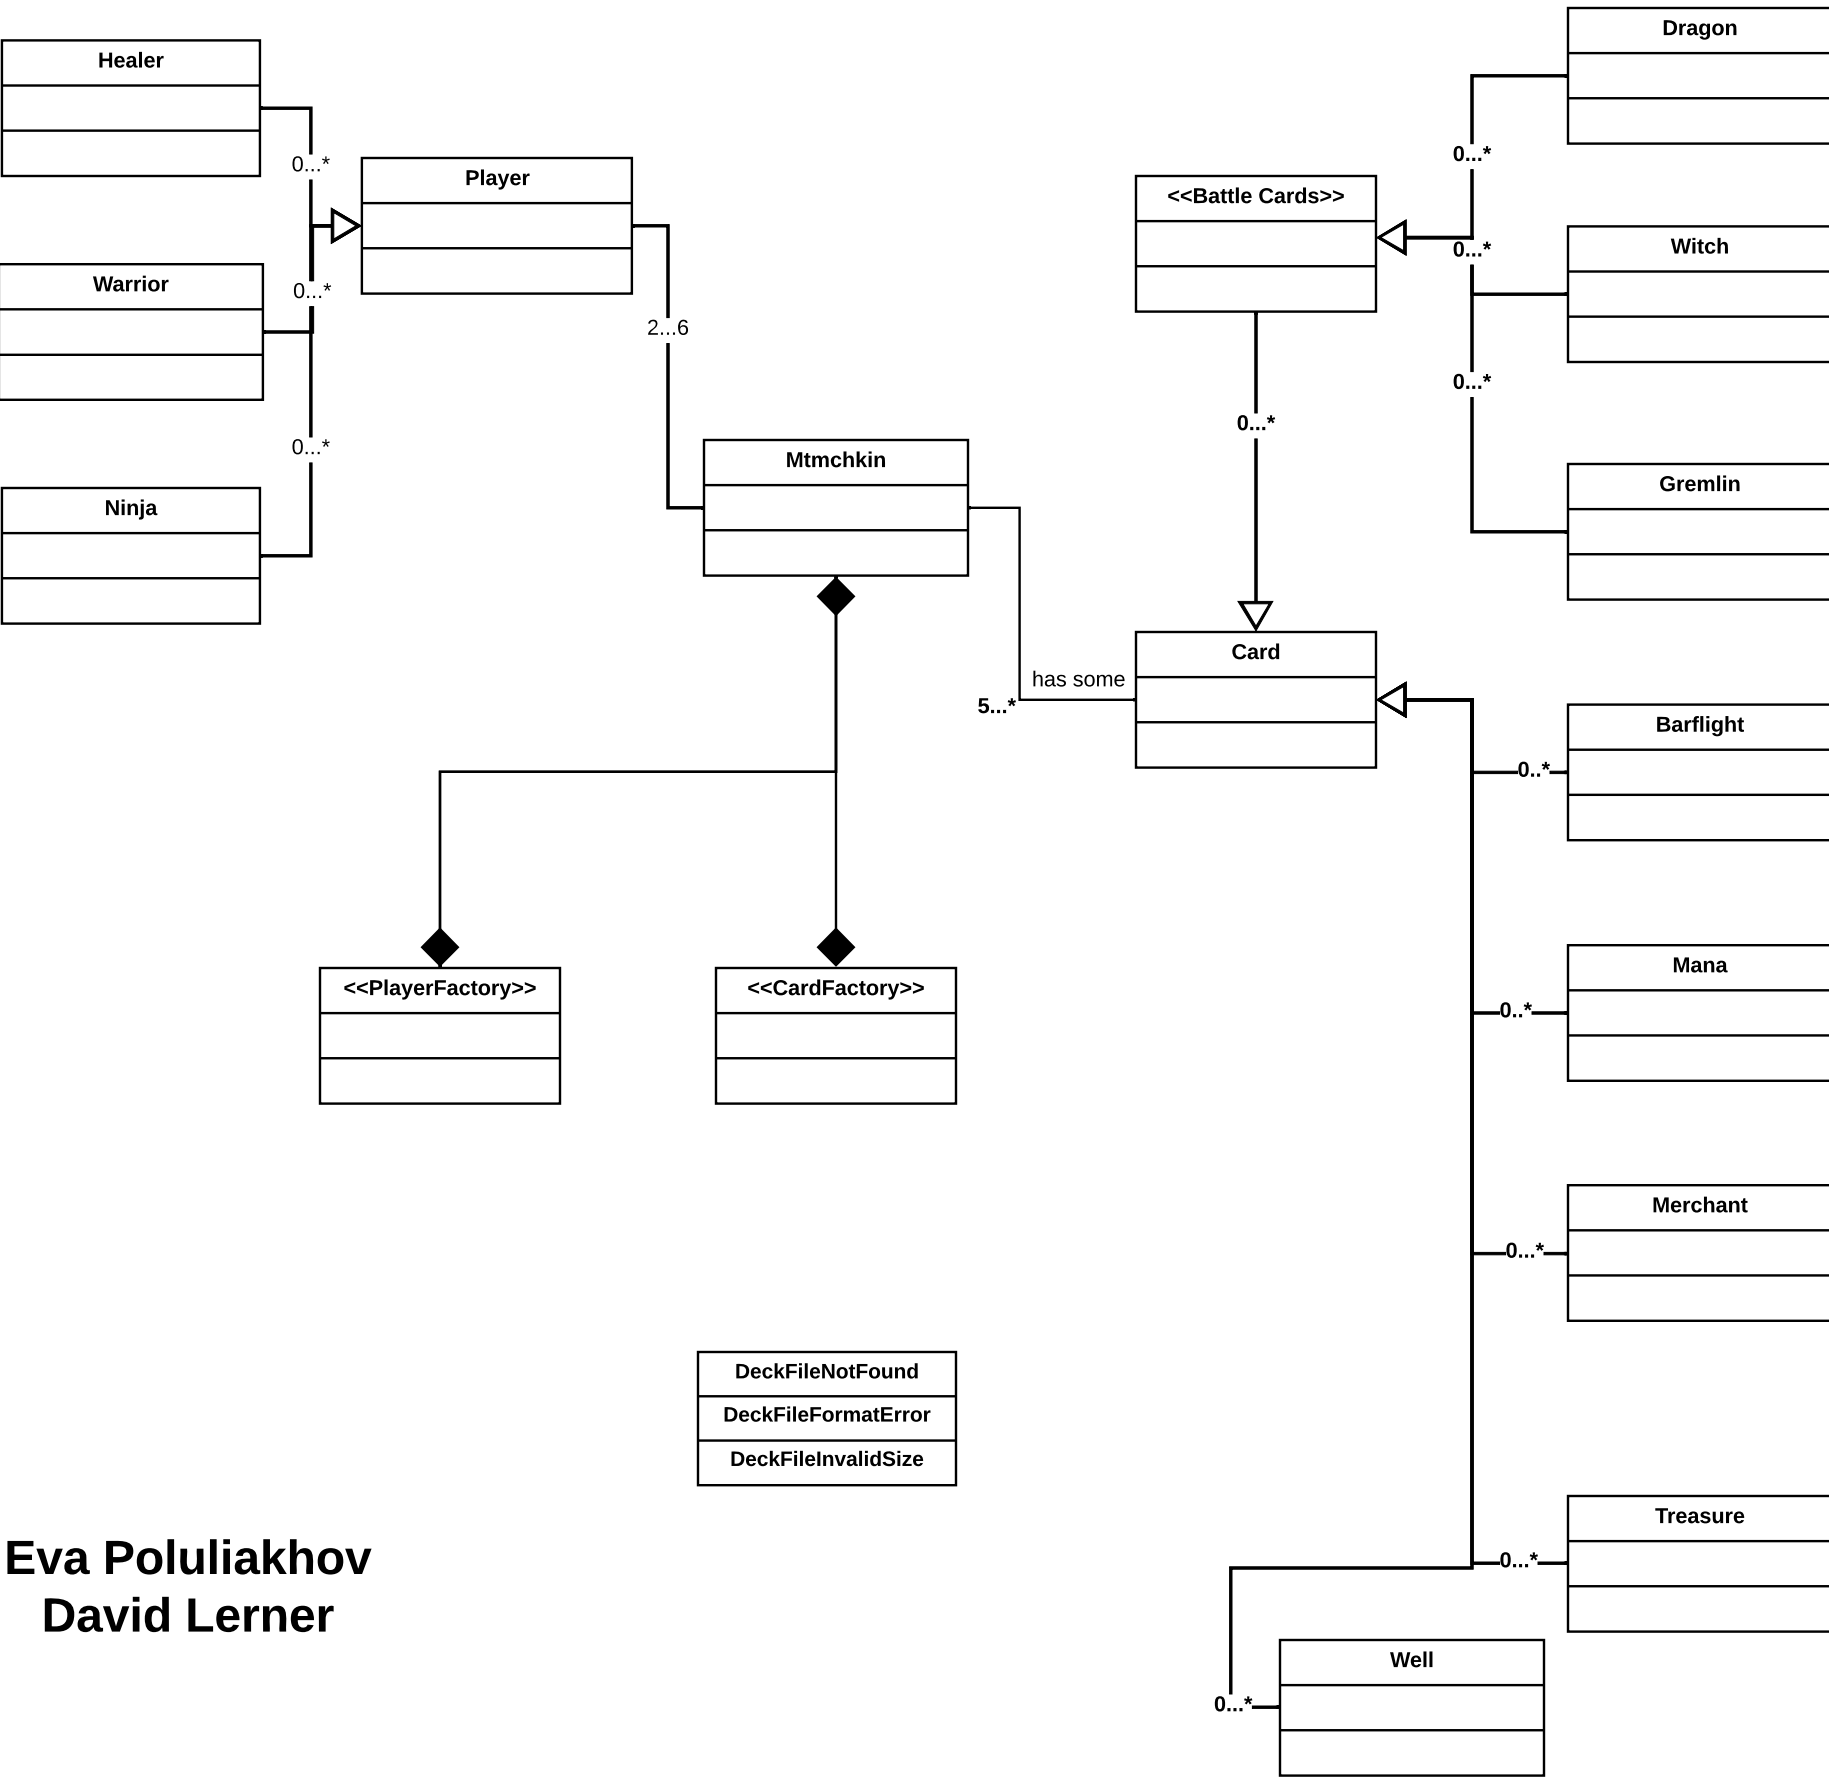 Dragon
Healer
0...*
0...*
Player
<<Battle Cards>>
Witch
0...*
Warrior
0...*
2...6
0...*
0...*
0...*
Mtmchkin
Gremlin
Ninja
Card
has some
5...*
Barflight
0..*
Mana
<<PlayerFactory>>
<<CardFactory>>
0..*
Merchant
0...*
DeckFileNotFound
DeckFileFormatError
DeckFileInvalidSize
Treasure
Eva Poluliakhov
David Lerner
0...*
Well
0...*